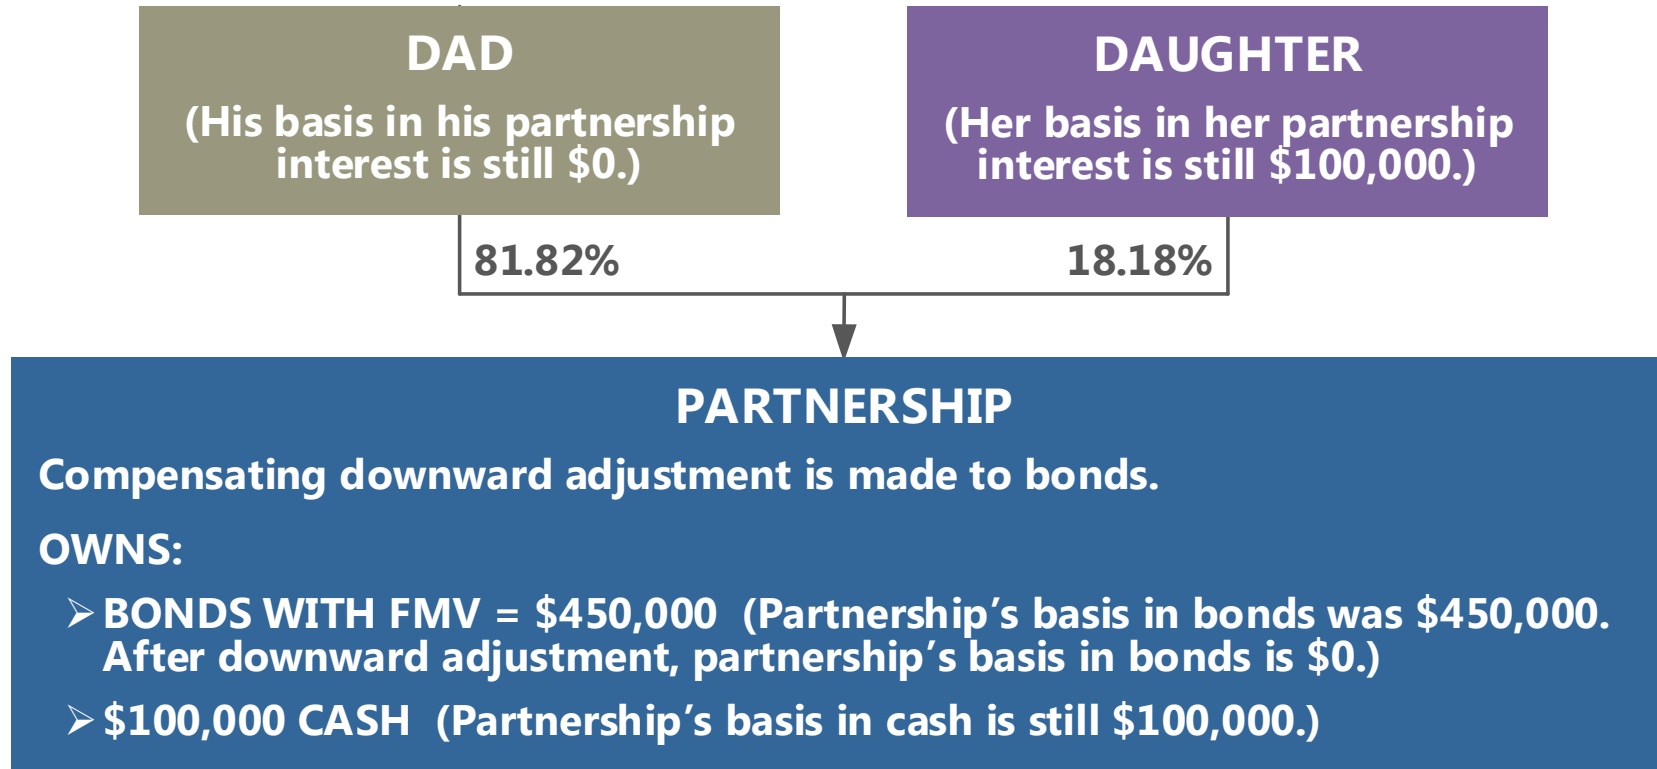 DAD
(His basis in his partnership
interest is still $0.)
DAUGHTER
(Her basis in her partnership
interest is still $100,000.)
81.82%
18.18%
PARTNERSHIP
Compensating downward adjustment is made to bonds.
OWNS:
➢ BONDS WITH FMV = $450,000 (Partnership’s basis in bonds was $450,000.
After downward adjustment, partnership’s basis in bonds is $0.)
➢ $100,000 CASH (Partnership’s basis in cash is still $100,000.)